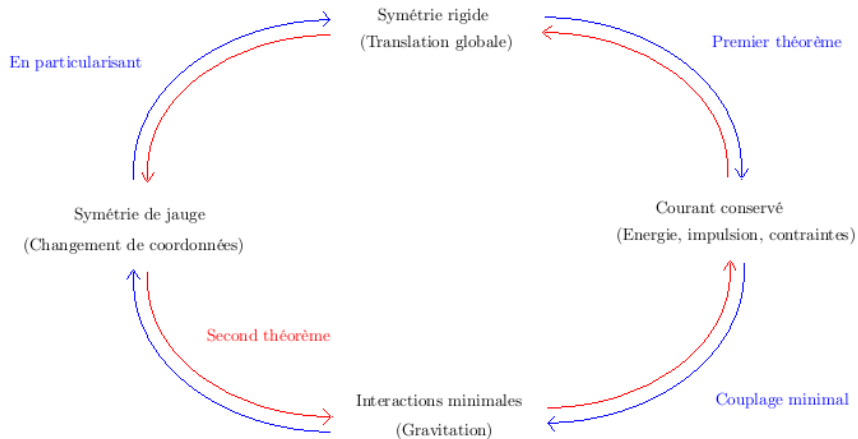 Symétrie rigide
(Translation globale)
En particularisant
Premier théorème
Symétrie de jauge
(Changement de coordonnées)
Courant conservé
(Energie, impulsion, contraintes)
Second théorème
Interactions minimales
(Gravitation)
Couplage minimal